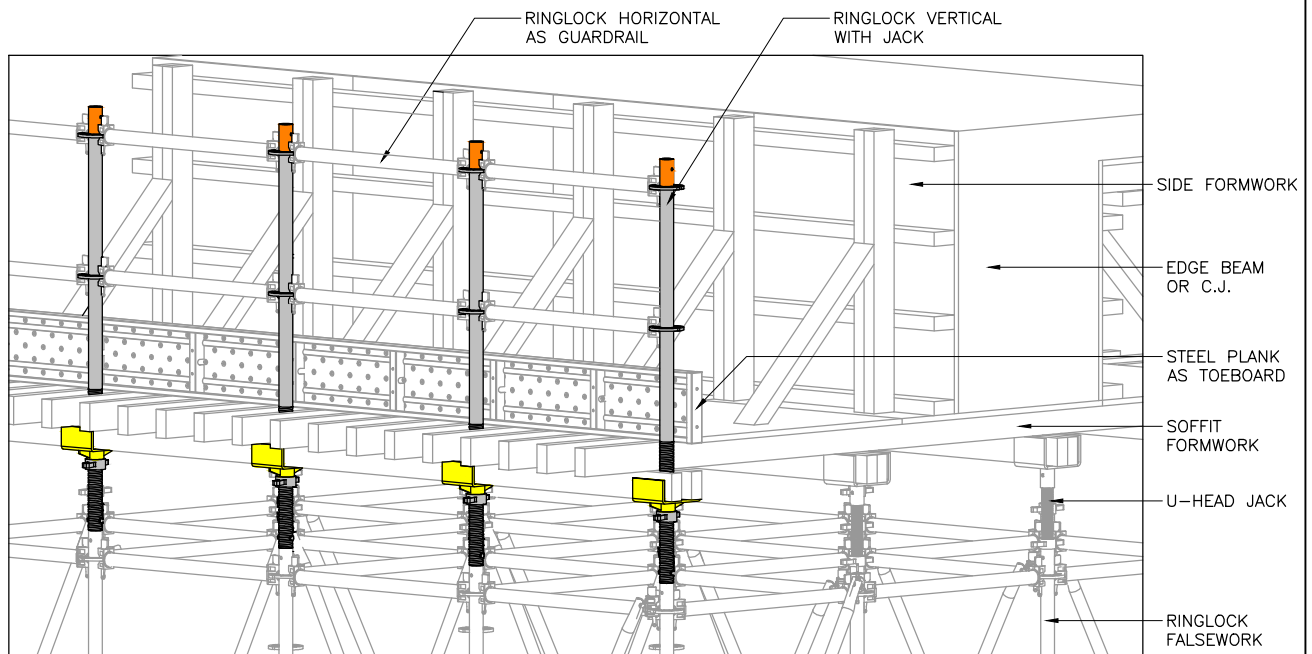 RINGLOCK HORIZONTAL
AS GUARDRAIL
RINGLOCK VERTICAL
WITH JACK
SIDE FORMWORK
EDGE BEAM
OR C.J.
STEEL PLANK
AS TOEBOARD
SOFFIT
FORMWORK
U-HEAD JACK
RINGLOCK
FALSEWORK